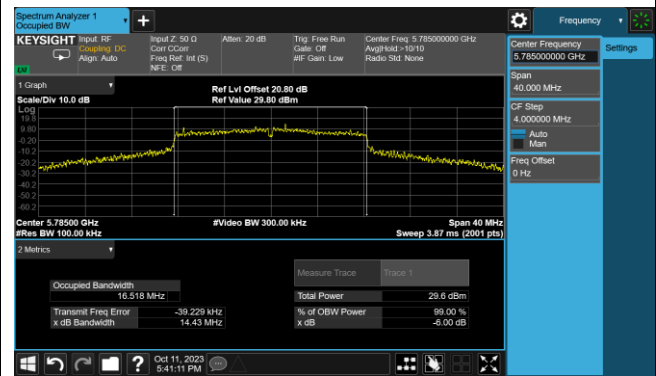 Spectrum Analyzer 1
Occupied BW
Frequency
KEYSIGHT
Input: RF
Coupling: DC
Align: Auto
Input Z: 50 Ω
Corr CCorr
Freq Ref: Int (S)
NFE: Off
Atten: 20 dB
Trig: Free Run
Gate: Off
#IF Gain: Low
Center Freq: 5.785000000 GHz
Avg|Hold:>10/10
Radio Std: None
Center Frequency
5.785000000 GHz
Settings
Span
40.000 MHz
CF Step
4.000000 MHz
Auto
Man
Freq Offset
0 Hz
1 Graph
Scale/Div 10.0 dB
Ref Lvl Offset 20.80 dB
Ref Value 29.80 dBm
Log
19.8
9.80
-0.20
-10.2
-20.2
-30.2
-40.2
-50.2
-60.2
Center 5.78500 GHz
#Video BW 300.00 kHz
Span 40 MHz
#Res BW 100.00 kHz
Sweep 3.87 ms (2001 pts)
2 Metrics
Measure Trace
Trace 1
Occupied Bandwidth
16.518 MHz
Total Power
29.6 dBm
Transmit Freq Error
-39.229 kHz
% of OBW Power
99.00 %
x dB Bandwidth
14.43 MHz
x dB
-6.00 dB
?
Oct 11, 2023
5:41:11 PM